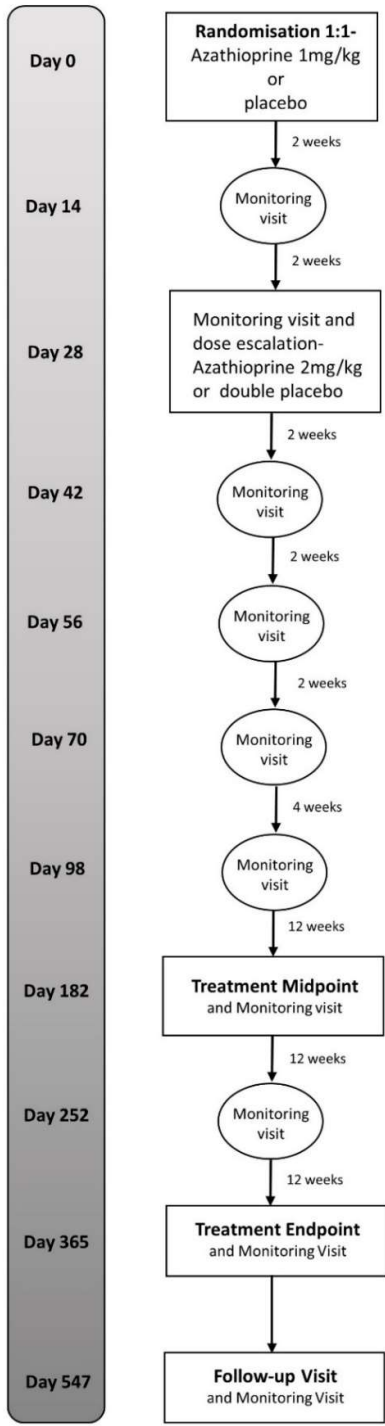 Day 0
Randomisation 1:1-
Azathioprine 1mg/kg
or
placebo
2 weeks
Day 14
Monitoring
visit
2 weeks
Day 28
Monitoring visit and
dose escalation-
Azathioprine 2mg/kg
or double placebo
2 weeks
Day 42
Monitoring
visit
2 weeks
Day 56
Monitoring
visit
2 weeks
Day 70
Monitoring
visit
4 weeks
Day 98
Monitoring
visit
12 weeks
Day 182
Treatment Midpoint
and Monitoring visit
12 weeks
Day 252
Monitoring
visit
12 weeks
Day 365
Treatment Endpoint
and Monitoring Visit
Day 547
Follow-up Visit
and Monitoring Visit